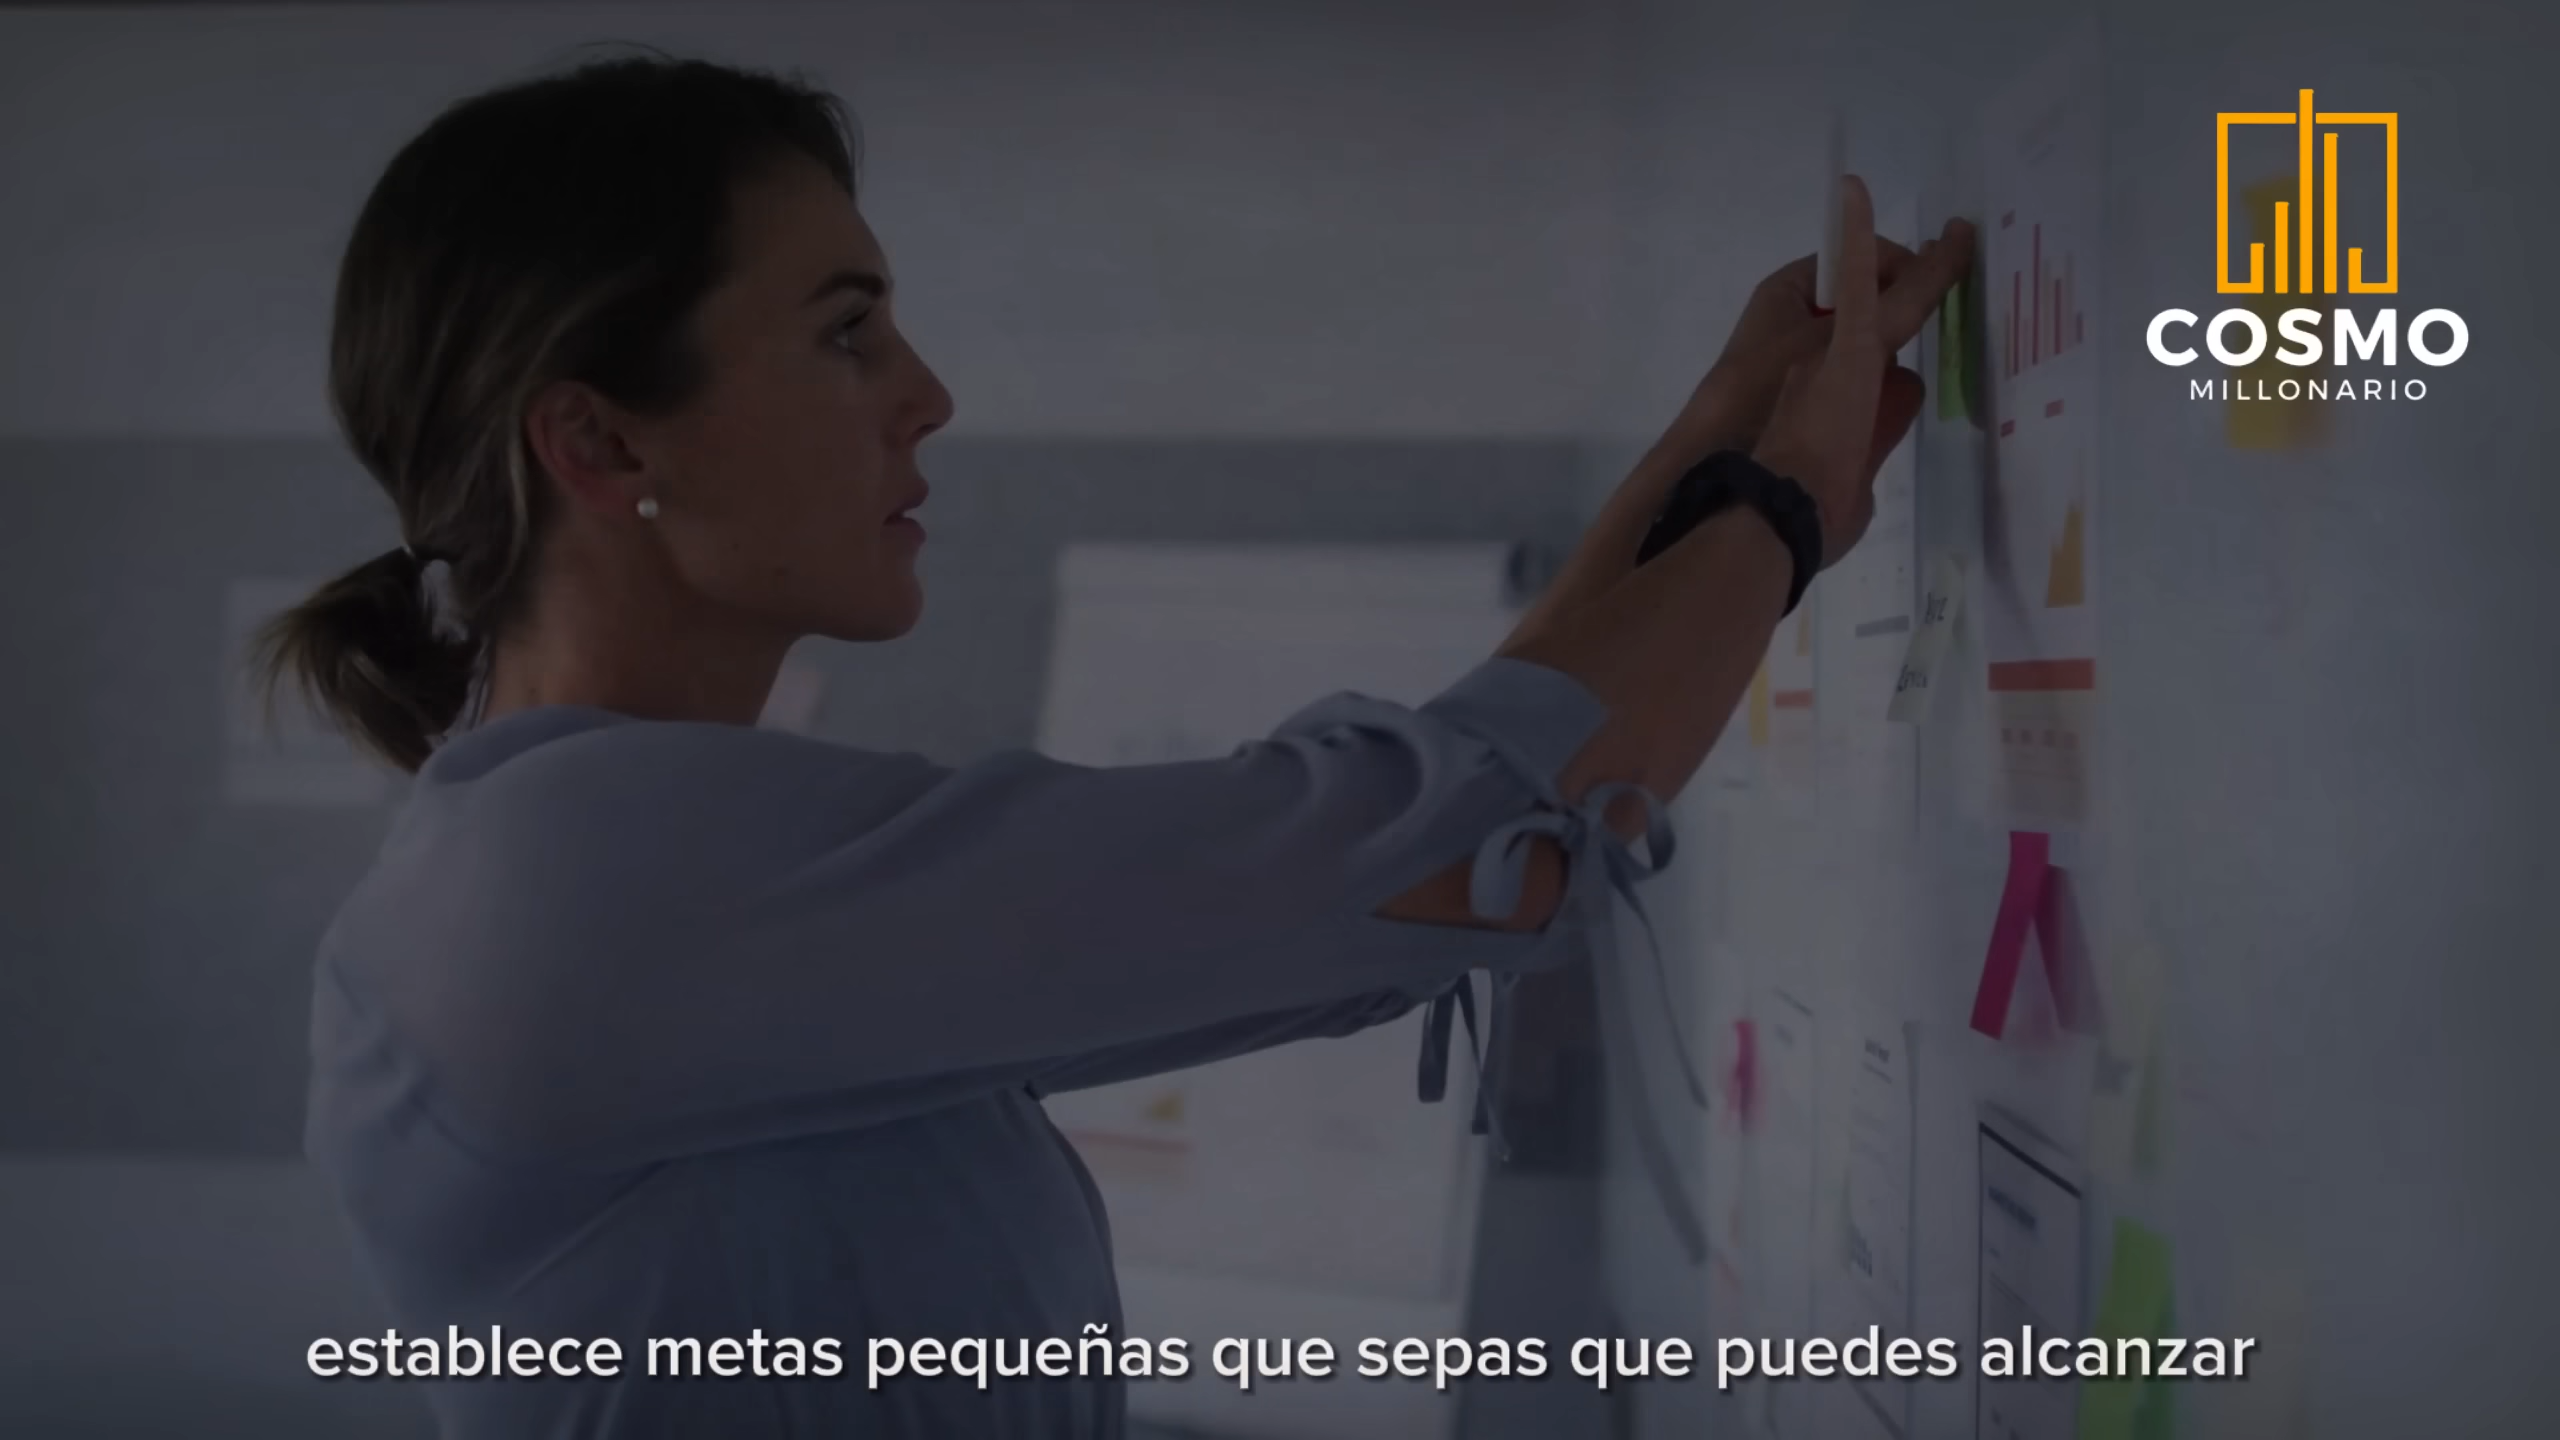 COSMO
MILLONARIO
establece metas pequeñas que sepas que puedes alcanzar